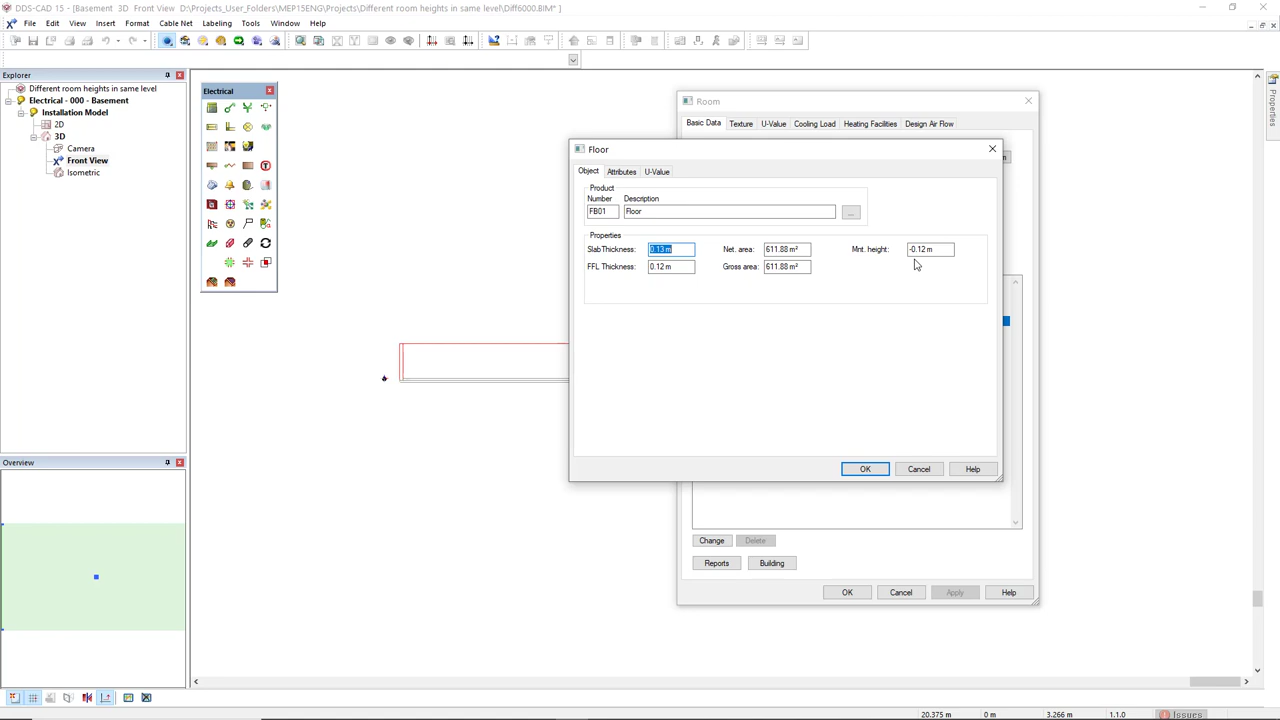 DDS-CAD 15 - [Basement  3D  Front View  D:\Projects_User_Folders\MEP15ENG\Projects\Different room heights in same level\Diff6000.BIM* ]
File Edit View Insert Format Cable Net Labeling Tools Window Help
Explorer
Different room heights in same level
Electrical - 000 - Basement
Installation Model
2D
3D
Camera
Front View
Isometric
Overview
Electrical
Room
Basic Data Texture U-Value Cooling Load Heating Facilities Design Air Flow
Floor
Object Attributes U-Value
Product
Number Description
FB01 Floor ...
Properties
Slab Thickness: 0.13 m Net. area: 611.88 m² Mnt. height: -0.12 m
FFL Thickness: 0.12 m Gross area: 611.88 m²
OK Cancel Help
Change Delete
Reports Building
OK Cancel Apply Help
Properties
20.375 m 0 m 3.266 m 1.1.0 Issues